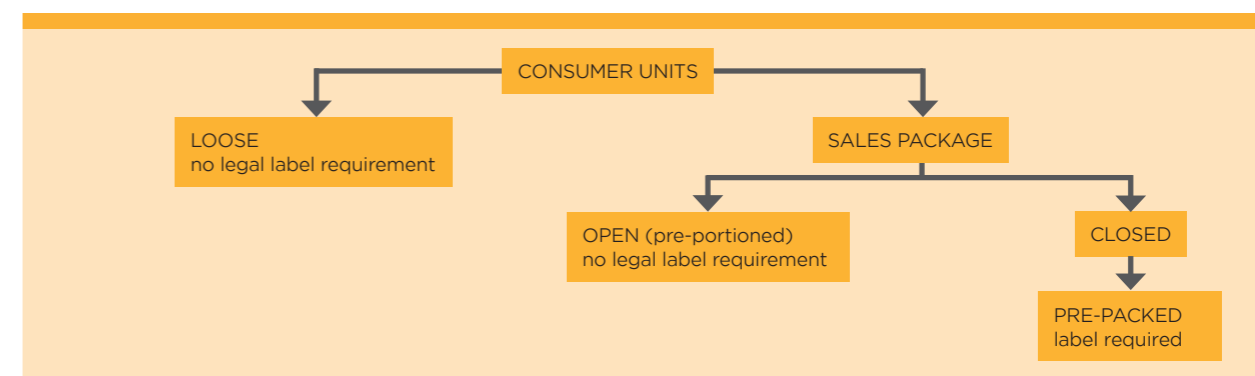 CONSUMER UNITS
LOOSE
no legal label requirement
SALES PACKAGE
OPEN (pre-portioned)
no legal label requirement
CLOSED
PRE-PACKED
label required